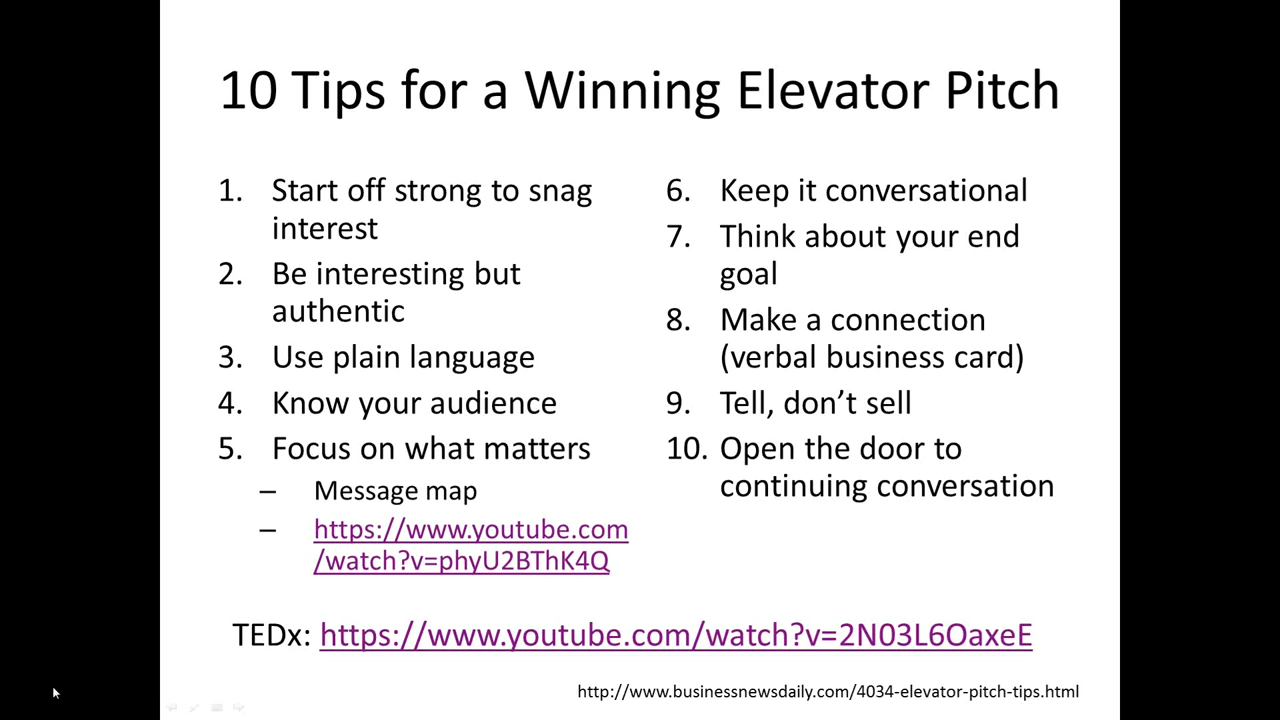 10 Tips for a Winning Elevator Pitch
1. Start off strong to snag
interest
2. Be interesting but
authentic
3. Use plain language
4. Know your audience
5. Focus on what matters
– Message map
– https://www.youtube.com
/watch?v=phyU2BThK4Q
6. Keep it conversational
7. Think about your end
goal
8. Make a connection
(verbal business card)
9. Tell, don’t sell
10. Open the door to
continuing conversation
TEDx: https://www.youtube.com/watch?v=2N03L6OaxeE
http://www.businessnewsdaily.com/4034-elevator-pitch-tips.html